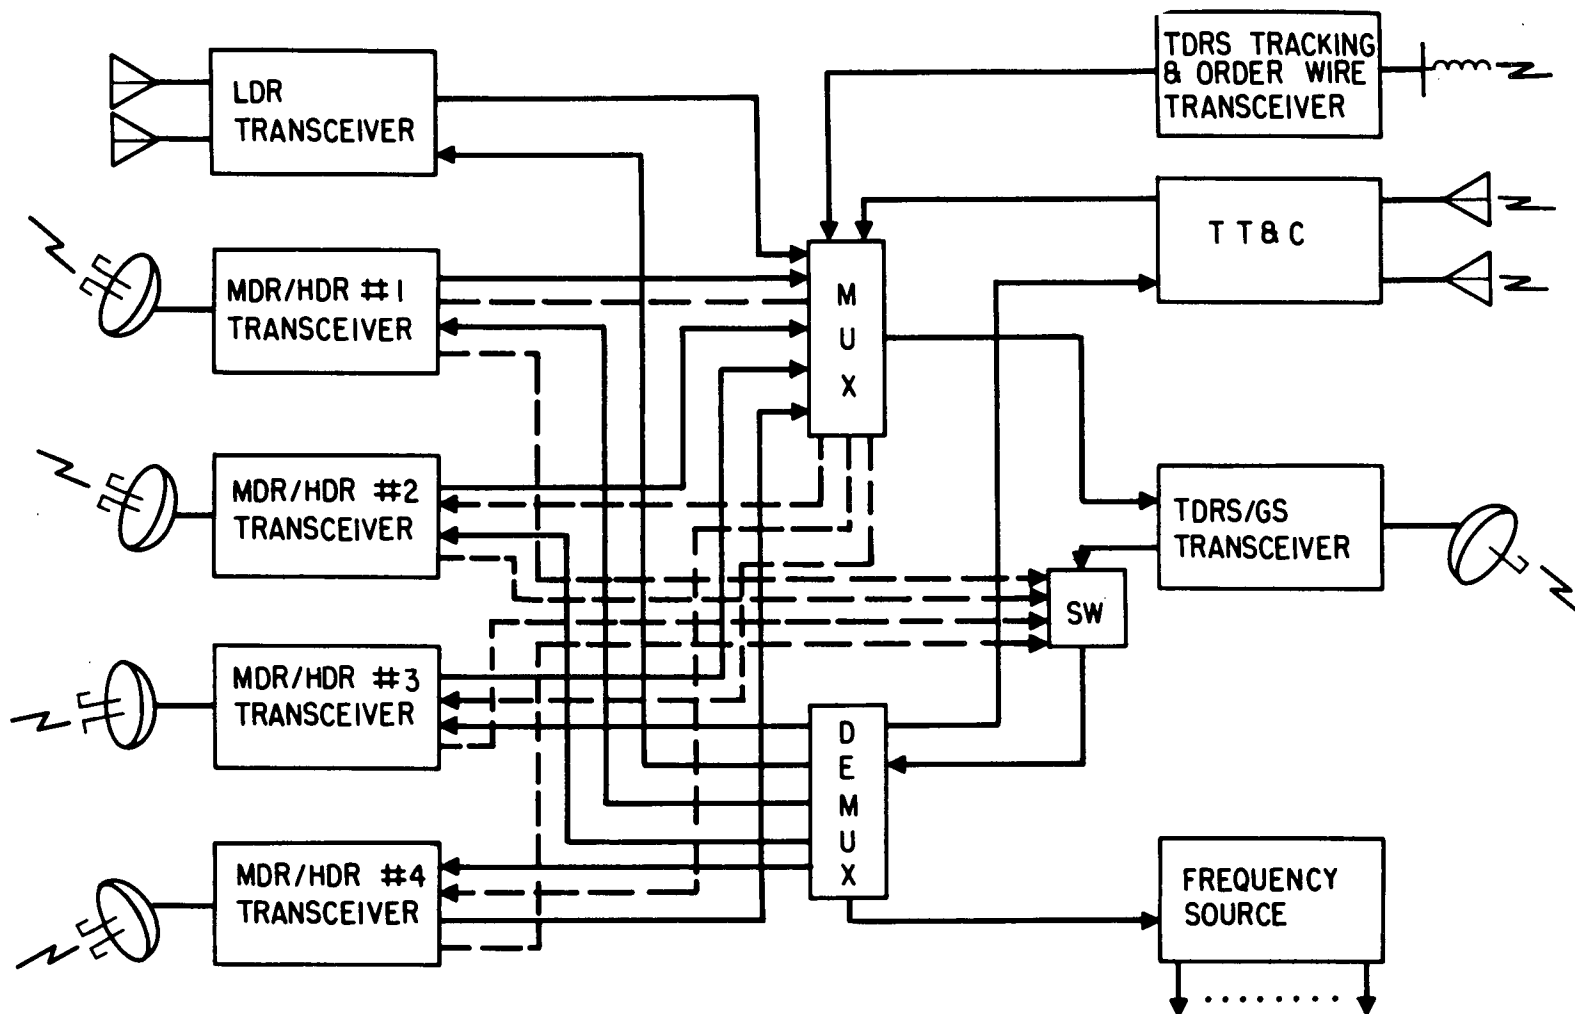 LDR
TRANSCEIVER
TDRS TRACKING
& ORDER WIRE
TRANSCEIVER
T T & C
MDR/HDR #1
TRANSCEIVER
M
U
X
MDR/HDR #2
TRANSCEIVER
TDRS/GS
TRANSCEIVER
SW
MDR/HDR #3
TRANSCEIVER
D
E
M
U
X
MDR/HDR #4
TRANSCEIVER
FREQUENCY
SOURCE